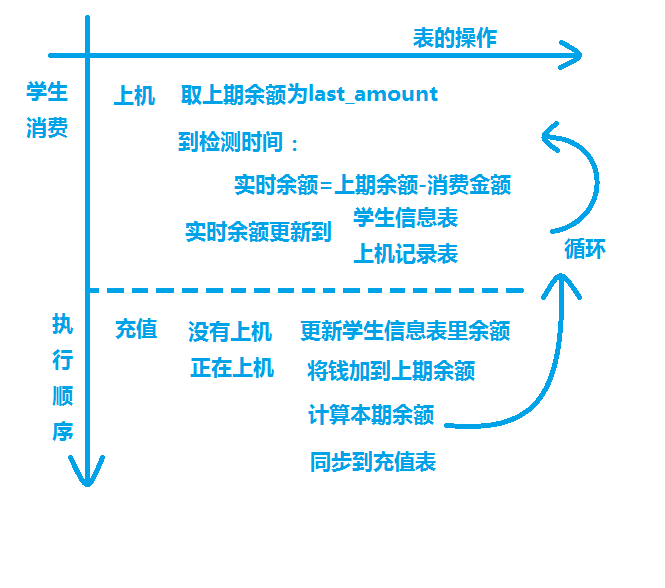 表的操作
学生
消费
上机 取上期余额为last_amount
到检测时间：
实时余额=上期余额-消费金额
实时余额更新到 学生信息表
上机记录表
循环
执行顺序
充值 没有上机 更新学生信息表里余额
正在上机 将钱加到上期余额
计算本期余额
同步到充值表